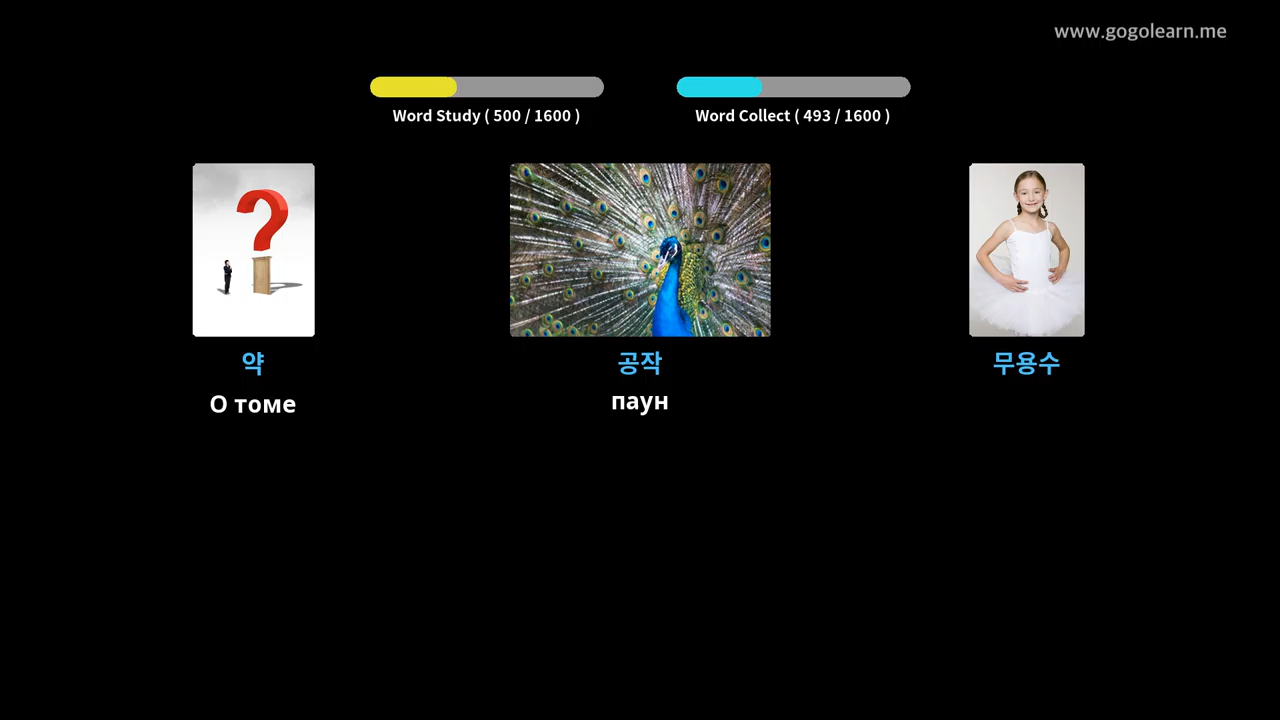 www.gogolearn.me
Word Study ( 500 / 1600 )
Word Collect ( 493 / 1600 )
약
공작
무용수
О томе
паун